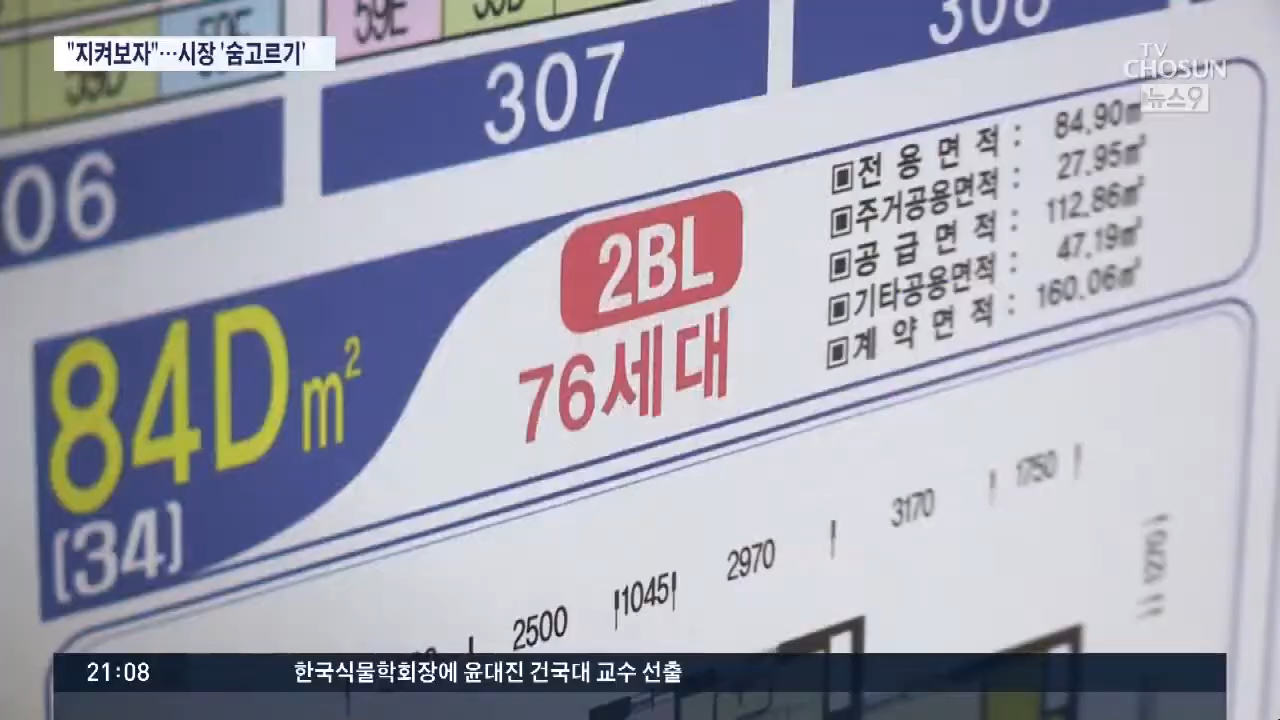 "지켜보자"…시장 '숨고르기'
59E
TV
CHOSUN
뉴스9
307
308
06
2BL
76세대
84D㎡
(34)
▣전 용 면 적 : 84.90㎡
▣주거공용면적 : 27.95㎡
▣공 급 면 적 : 112.86㎡
▣기타공용면적 : 47.19㎡
▣계 약 면 적 : 160.06㎡
2500
1045
2970
3170
1750
21:08
한국식물학회장에 윤대진 건국대 교수 선출